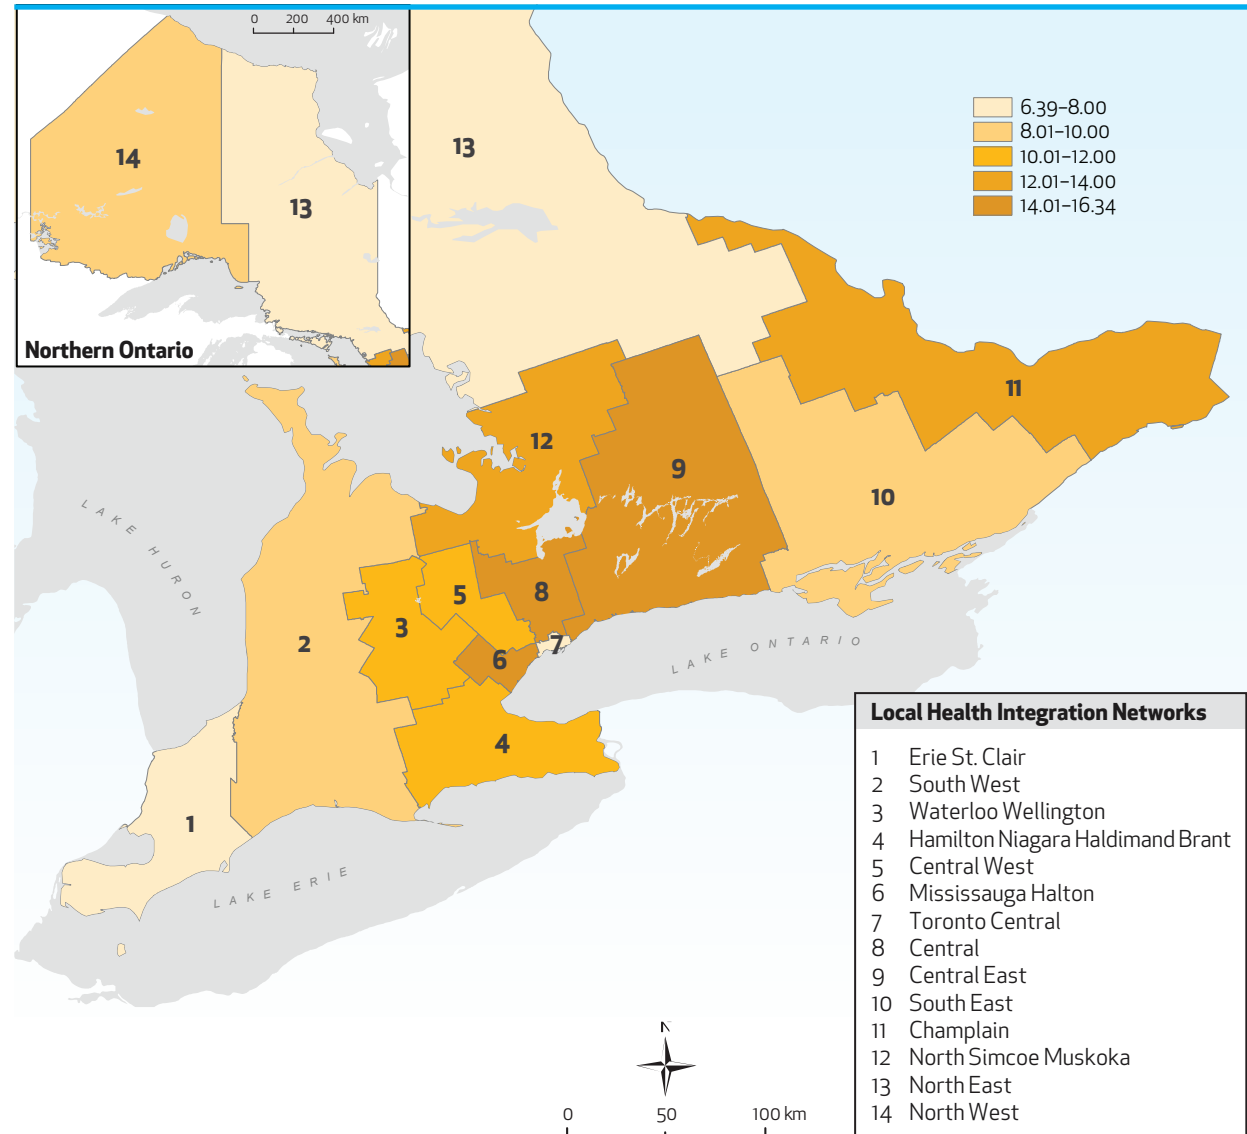 0 200 400 km
14
13
Northern Ontario
13
6.39–8.00
8.01–10.00
10.01–12.00
12.01–14.00
14.01–16.34
11
12
9
10
LAKE HURON
8
5
3
2
7
6
LAKE ONTARIO
4
1
LAKE ERIE
Local Health Integration Networks
1 Erie St. Clair
2 South West
3 Waterloo Wellington
4 Hamilton Niagara Haldimand Brant
5 Central West
6 Mississauga Halton
7 Toronto Central
8 Central
9 Central East
10 South East
11 Champlain
12 North Simcoe Muskoka
13 North East
14 North West
N
0 50 100 km